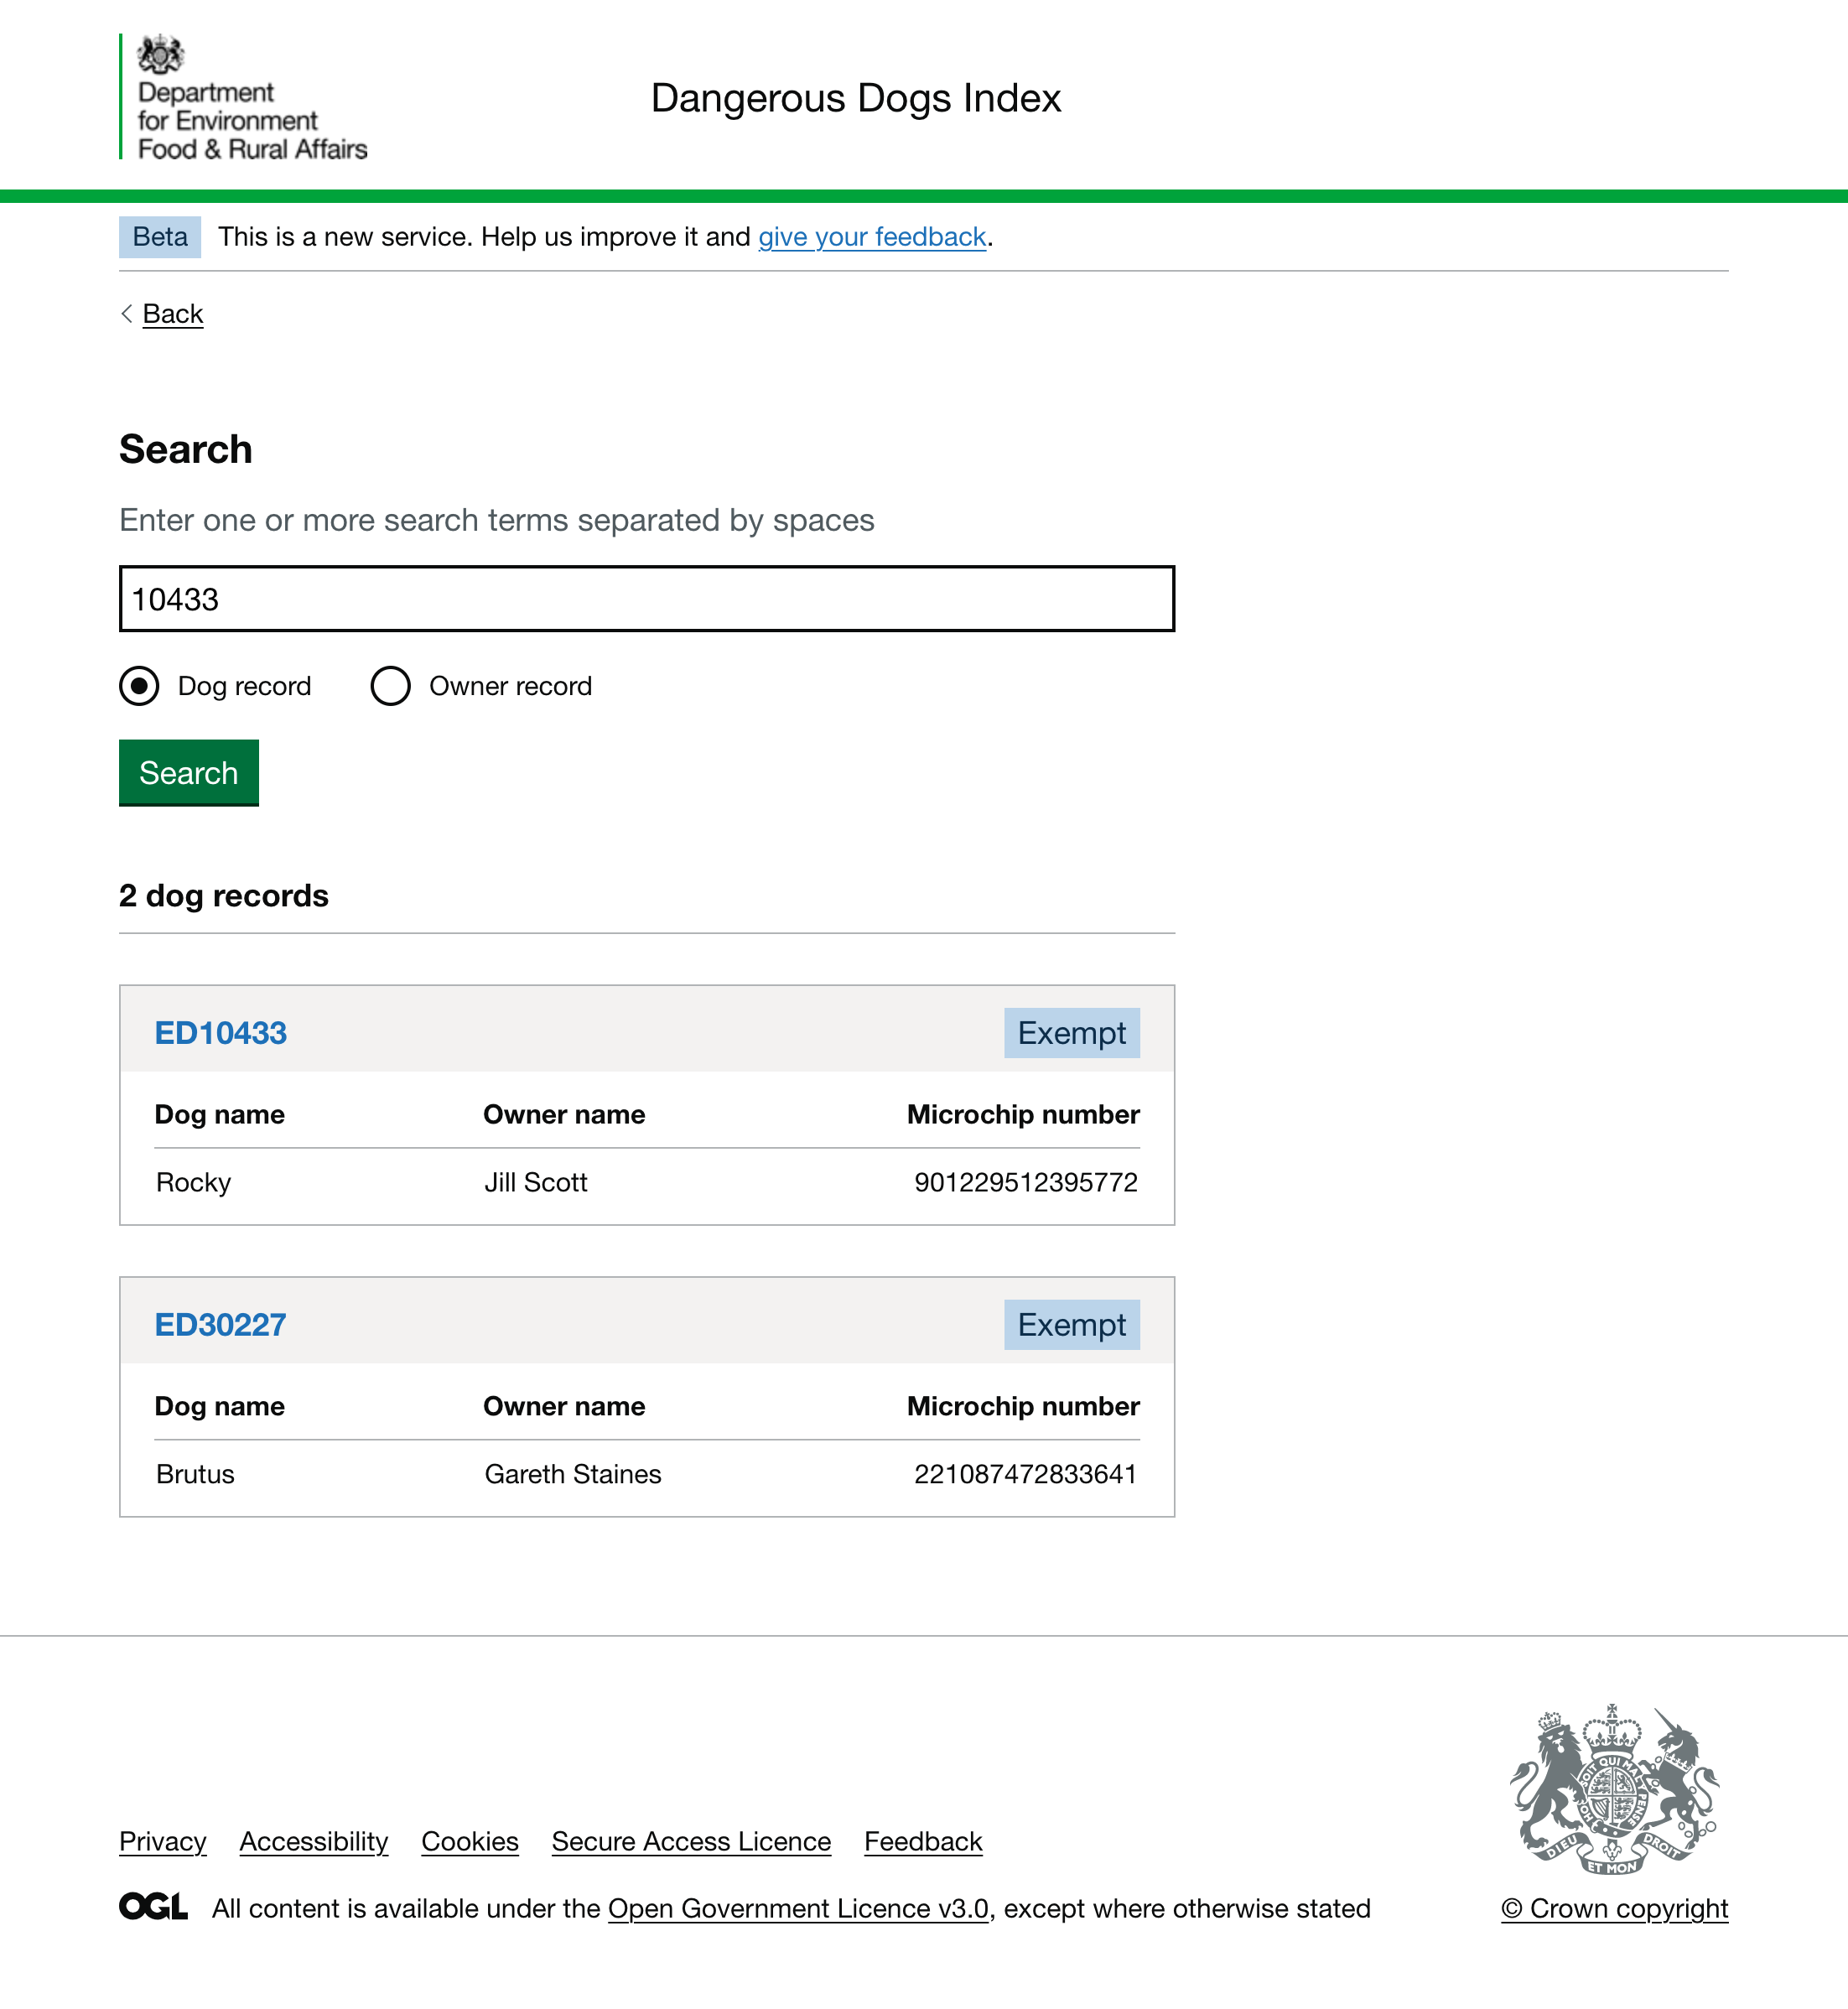 Department
for Environment
Food & Rural Affairs
Dangerous Dogs Index
Beta This is a new service. Help us improve it and give your feedback.
Back
Search
Enter one or more search terms separated by spaces
10433
Dog record Owner record
Search
2 dog records
ED10433 Exempt
Dog name Owner name Microchip number
Rocky Jill Scott 901229512395772
ED30227 Exempt
Dog name Owner name Microchip number
Brutus Gareth Staines 221087472833641
SOIT QUI MAL
PENSE
DIEU ET MON DROIT
Privacy Accessibility Cookies Secure Access Licence Feedback
OGL All content is available under the Open Government Licence v3.0, except where otherwise stated
© Crown copyright